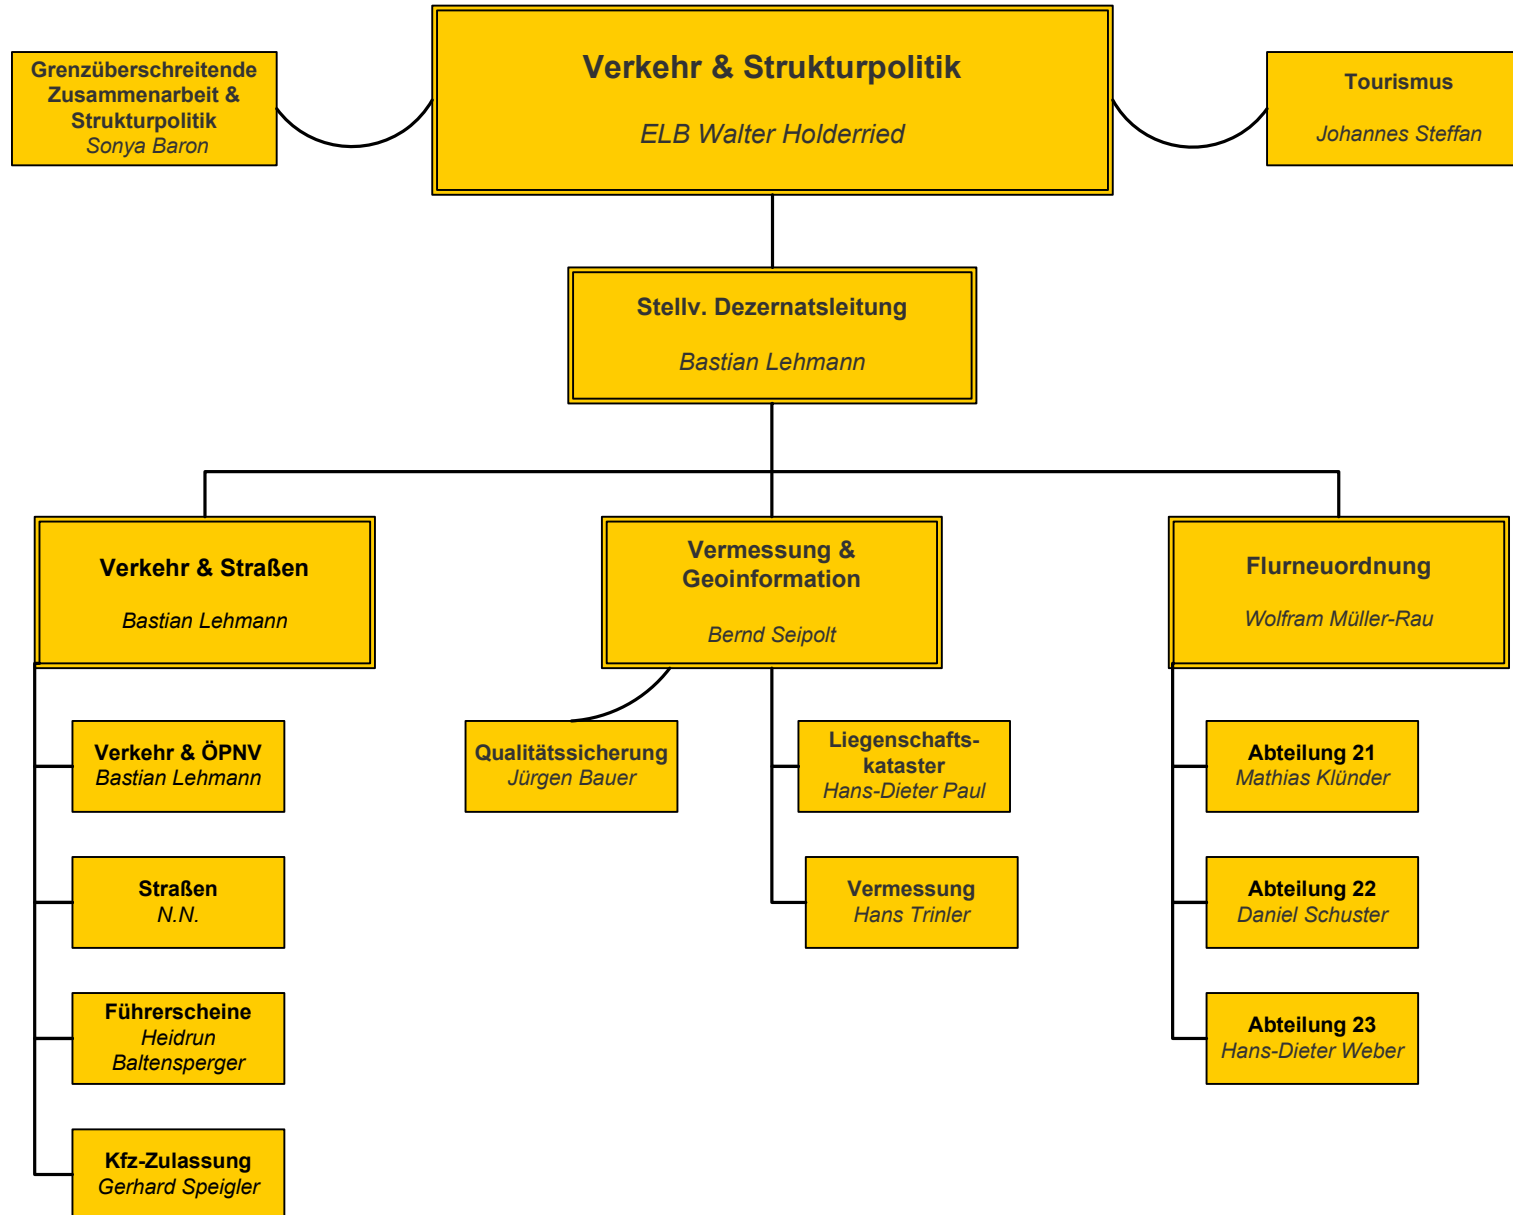 Verkehr & Strukturpolitik
ELB Walter Holderried
Grenzüberschreitende
Zusammenarbeit &
Strukturpolitik
Sonya Baron
Tourismus
Johannes Steffan
Stellv. Dezernatsleitung
Bastian Lehmann
Verkehr & Straßen
Bastian Lehmann
Vermessung &
Geoinformation
Bernd Seipolt
Flurneuordnung
Wolfram Müller-Rau
Verkehr & ÖPNV
Bastian Lehmann
Straßen
N.N.
Führerscheine
Heidrun
Baltensperger
Kfz-Zulassung
Gerhard Speigler
Qualitätssicherung
Jürgen Bauer
Liegenschafts-
kataster
Hans-Dieter Paul
Vermessung
Hans Trinler
Abteilung 21
Mathias Klünder
Abteilung 22
Daniel Schuster
Abteilung 23
Hans-Dieter Weber